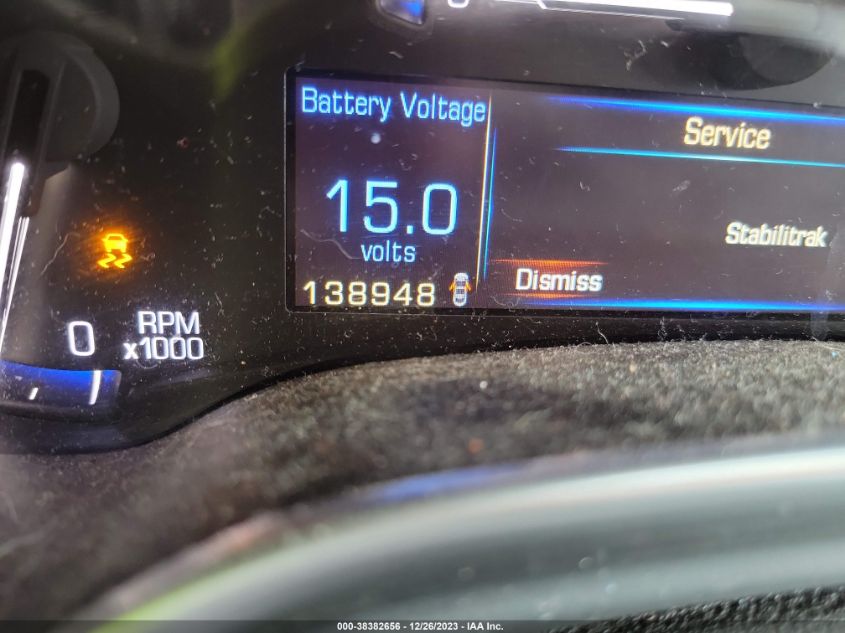 Battery Voltage
Service
15.0
volts
Stabilitrak
Dismiss
138948
0
RPM
x1000
000-38382656 - 12/26/2023 - IAA Inc.